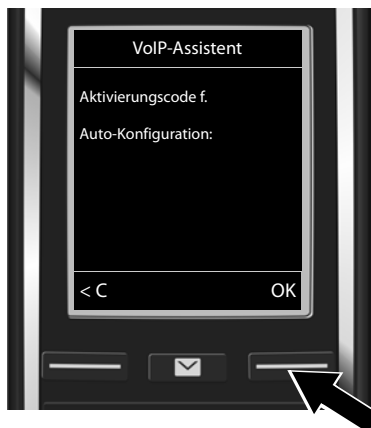 VoIP-Assistent
Aktivierungscode f.
Auto-Konfiguration:
< C OK